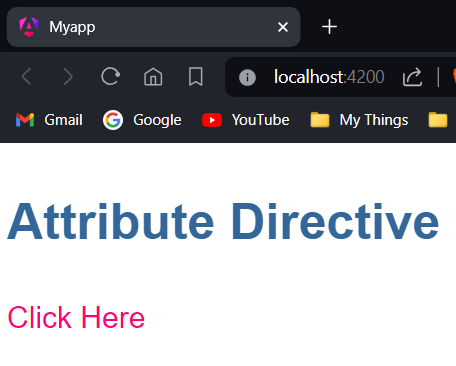 Myapp
localhost:4200
Gmail Google YouTube My Things
Attribute Directive
Click Here